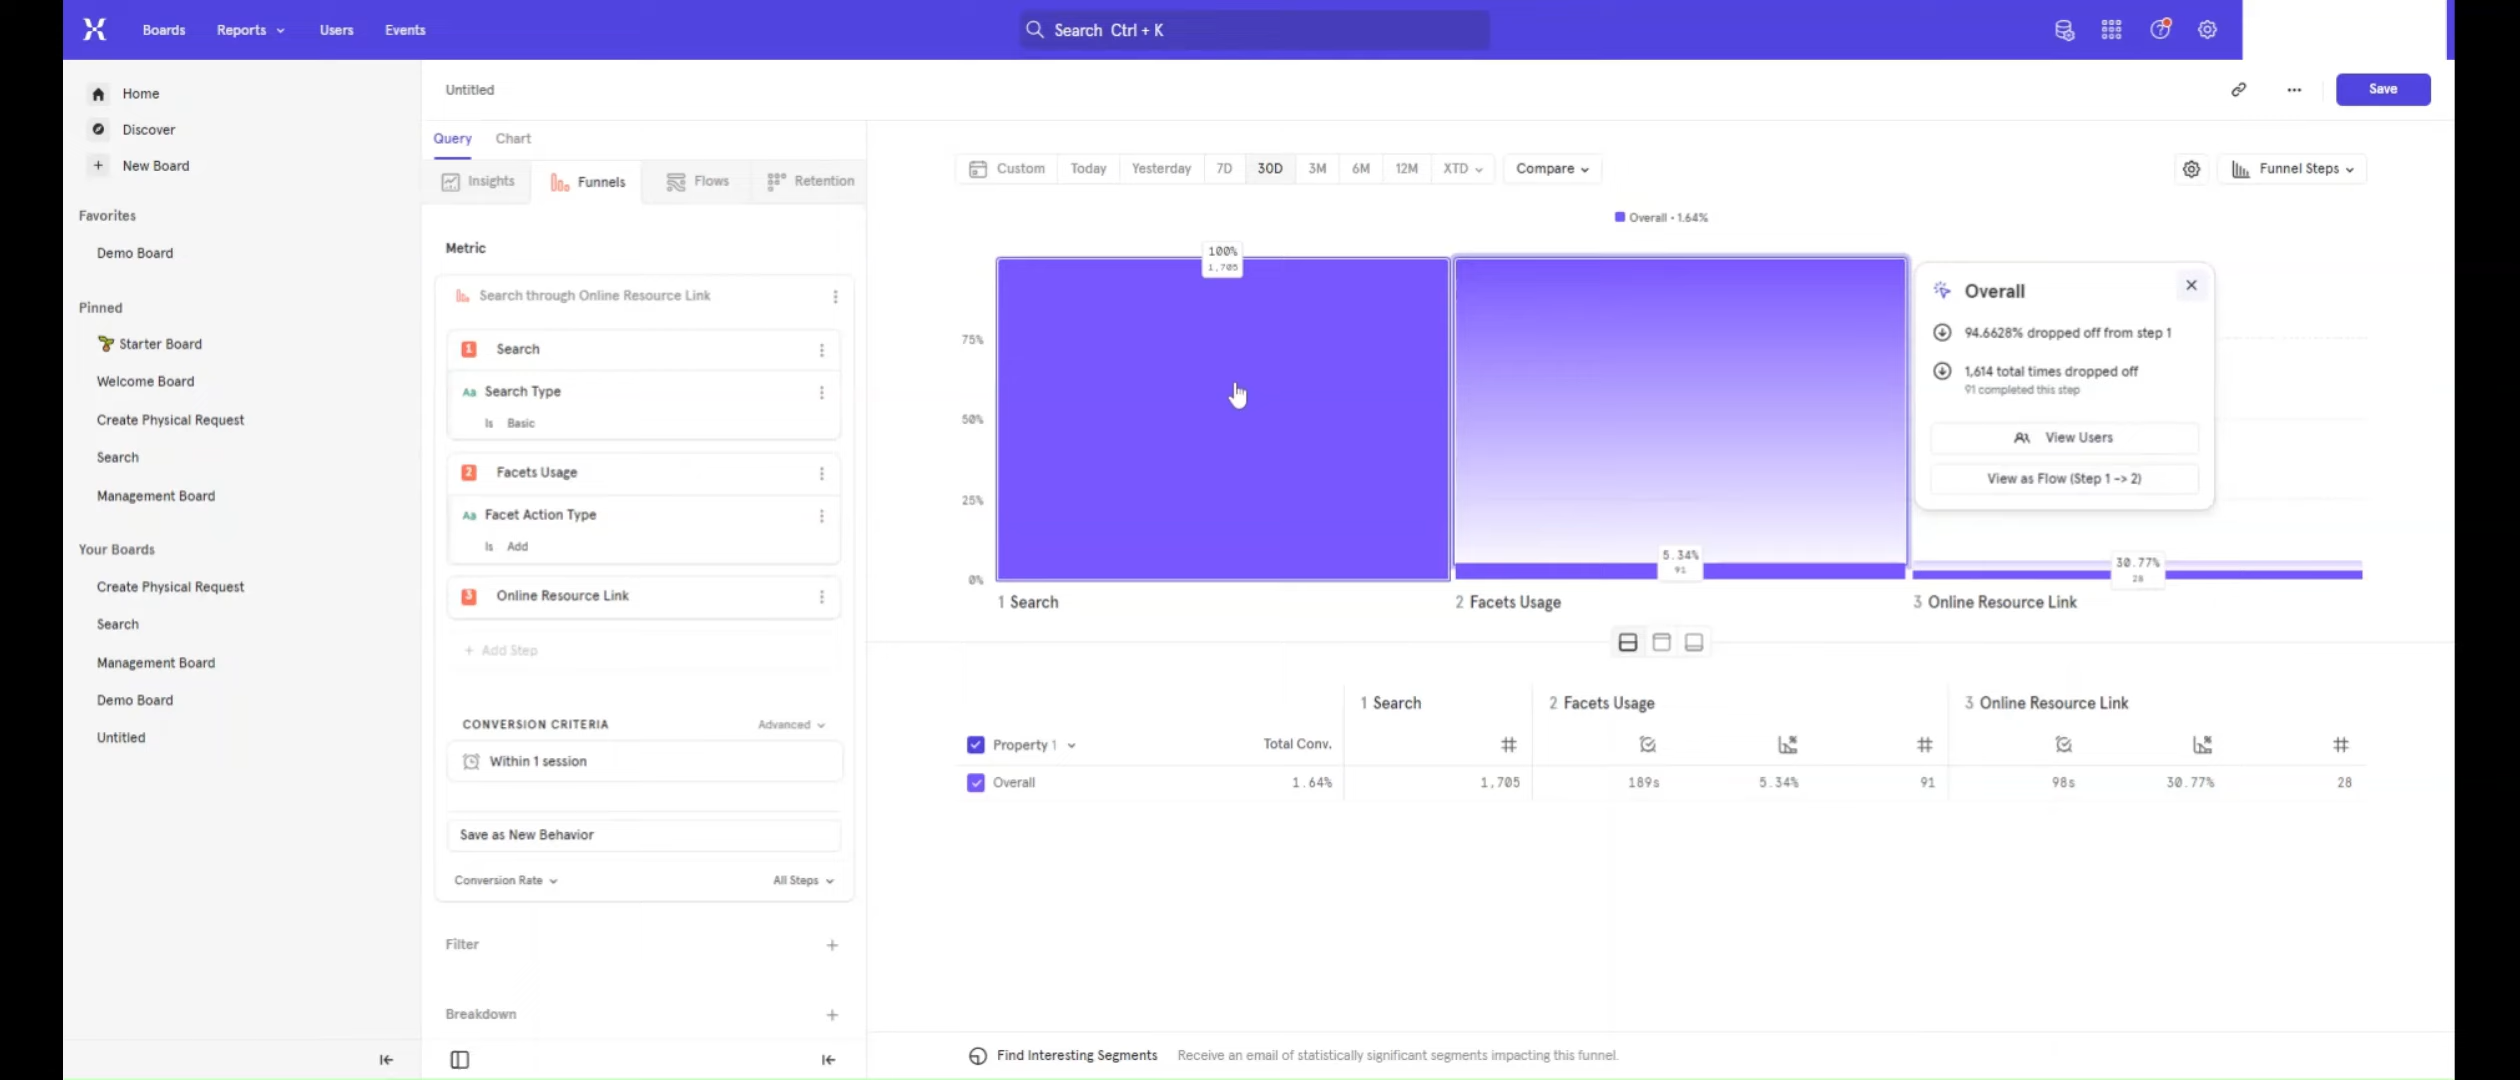 Boards
Reports
Users
Events
Search Ctrl + K
Home
Discover
New Board
Favorites
Demo Board
Pinned
Starter Board
Welcome Board
Create Physical Request
Search
Management Board
Your Boards
Create Physical Request
Search
Management Board
Demo Board
Untitled
Untitled
Save
Query
Chart
Insights
Funnels
Flows
Retention
Metric
Search through Online Resource Link
1 Search
Aa Search Type
Is Basic
2 Facets Usage
Aa Facet Action Type
Is Add
3 Online Resource Link
+ Add Step
CONVERSION CRITERIA
Advanced
Within 1 session
Save as New Behavior
Conversion Rate
All Steps
Filter
Breakdown
Custom
Today
Yesterday
7D
30D
3M
6M
12M
XTD
Compare
Funnel Steps
Overall • 1.64%
100%
1,705
75%
50%
25%
0%
5.34%
91
30.77%
28
1 Search
2 Facets Usage
3 Online Resource Link
Overall
94.6628% dropped off from step 1
1,614 total times dropped off
91 completed this step
View Users
View as Flow (Step 1 -> 2)
1 Search
2 Facets Usage
3 Online Resource Link
Property 1
Total Conv.
Overall 1.64% 1,705 189s 5.34% 91 98s 30.77% 28
Find Interesting Segments Receive an email of statistically significant segments impacting this funnel.